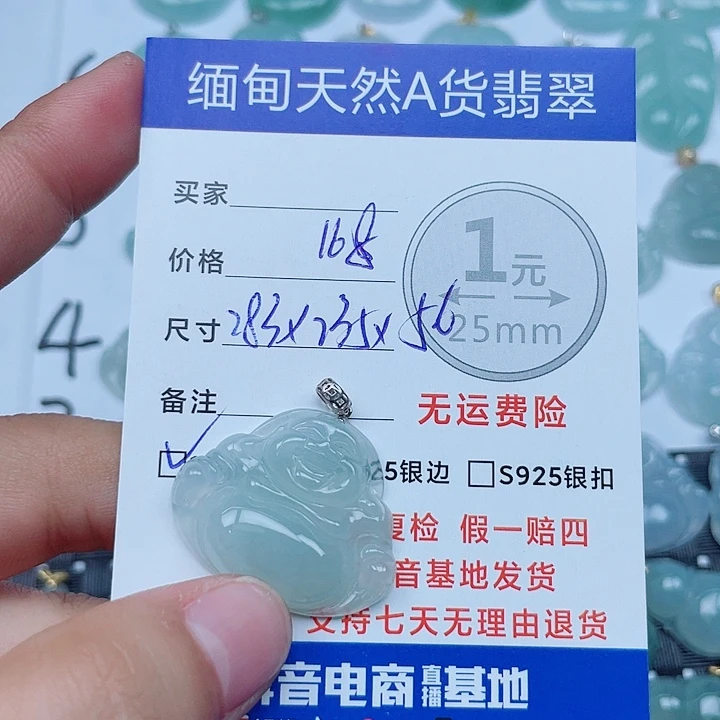 缅甸天然A货翡翠
买家
价格 168
尺寸 283x235x56
备注
1元
25mm
无运费险
25银边 □S925银扣
复检 假一赔四
音基地发货
支持七天无理由退货
抖音电商直播基地
4